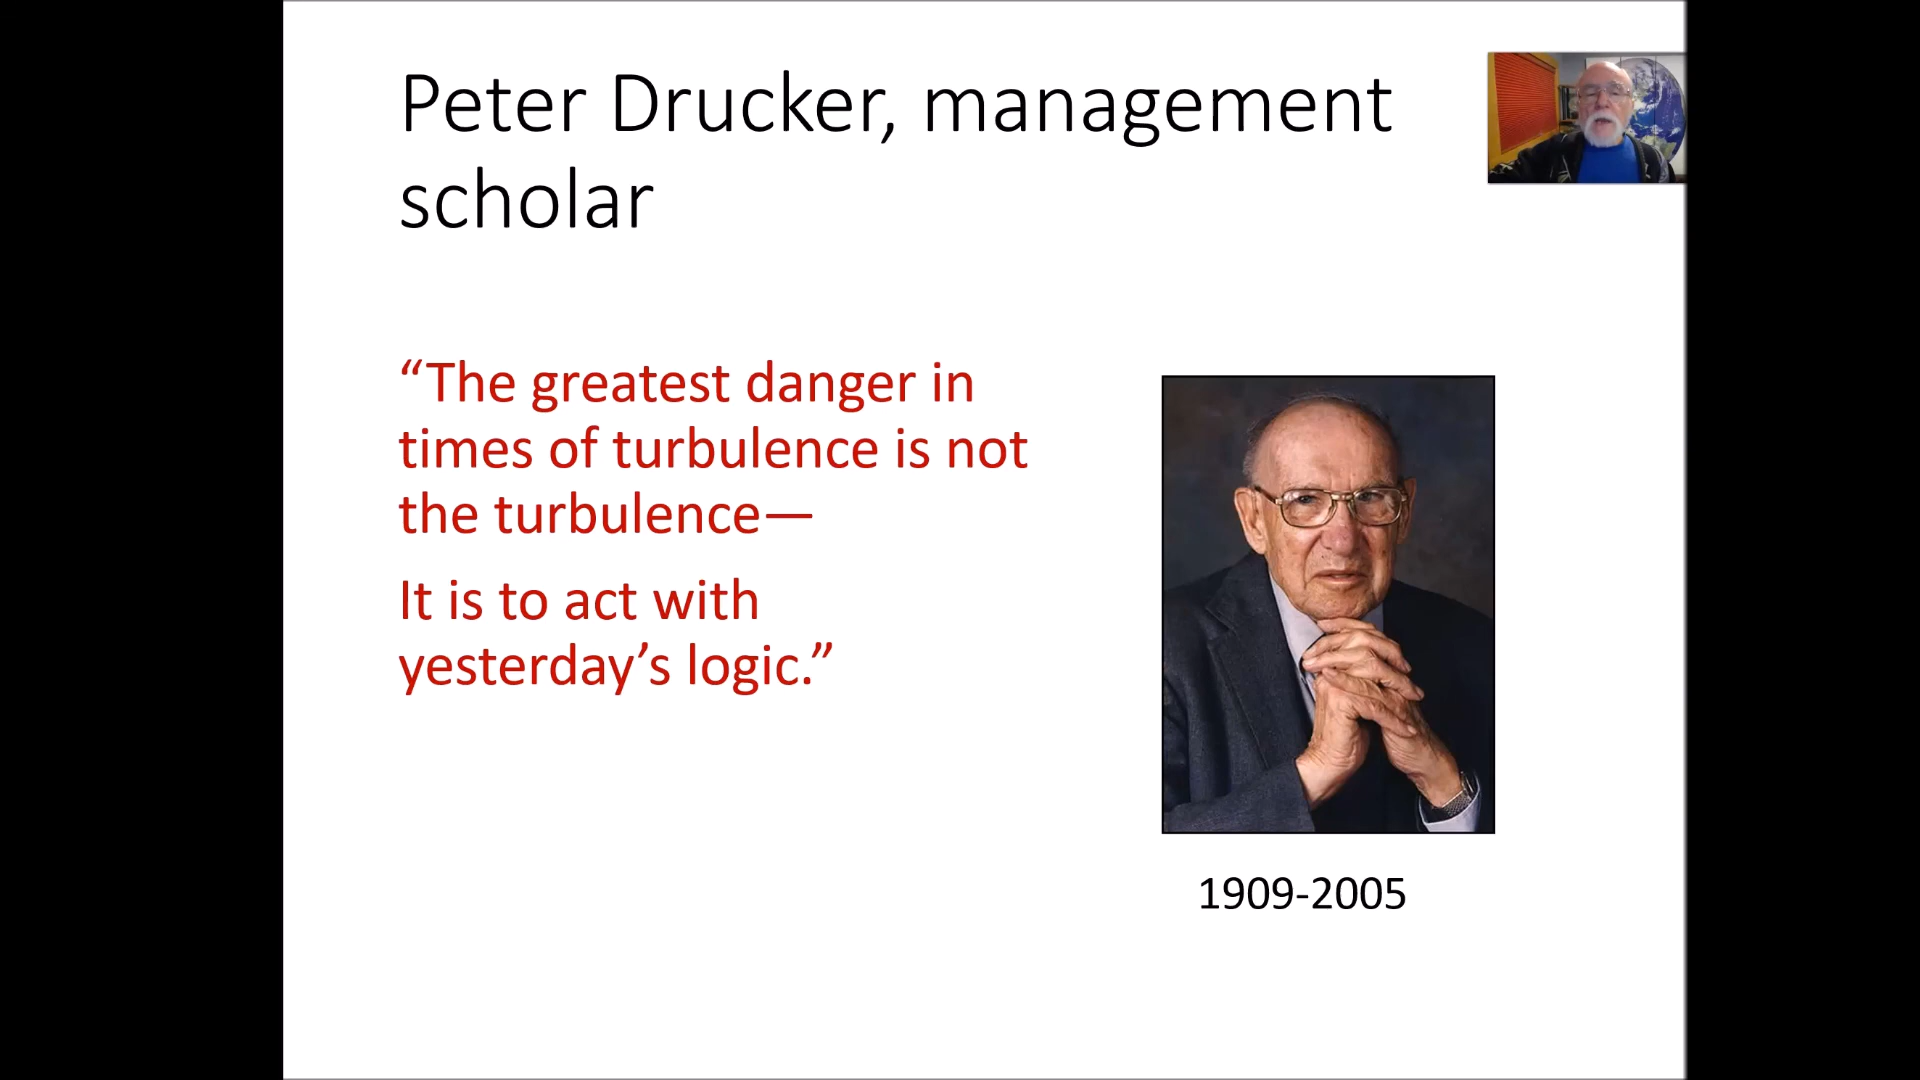 Peter Drucker, management
scholar
“The greatest danger in
times of turbulence is not
the turbulence—
It is to act with
yesterday’s logic.”
1909-2005